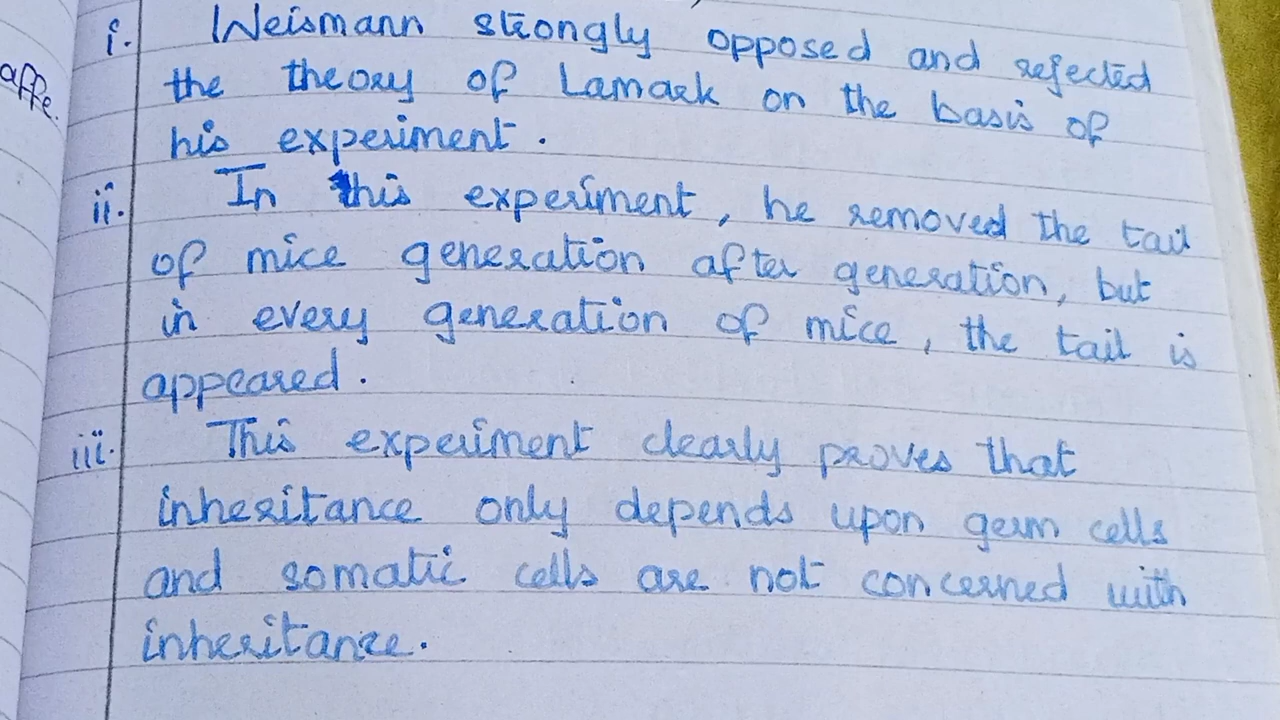 affe.
i. Weismann strongly opposed and rejected
the theory of Lamark on the basis of
his experiment.
ii. In this experiment, he removed the tail
of mice generation after generation, but
in every generation of mice, the tail is
appeared.
iii. This experiment clearly proves that
inheritance only depends upon germ cells
and somatic cells are not concerned with
inheritance.